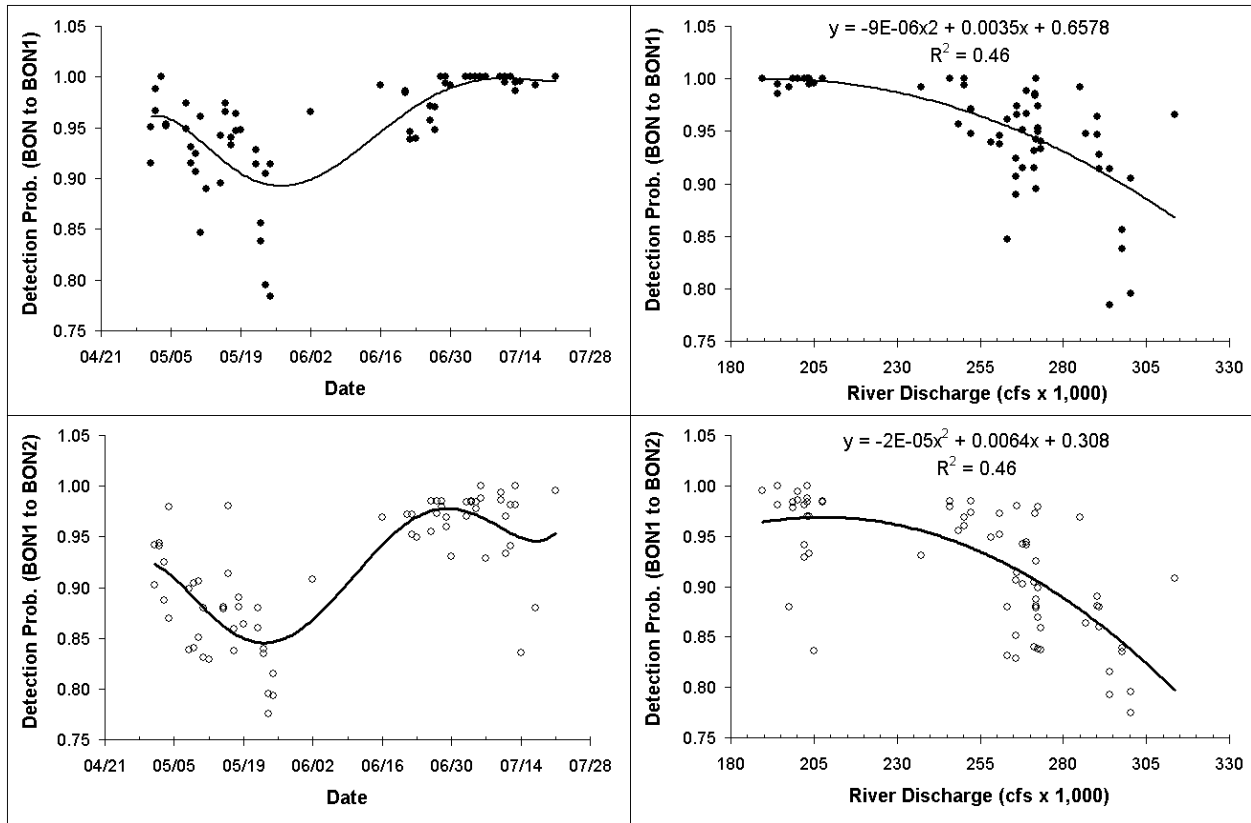 Detection Prob. (BON to BON1)
1.05
1.00
0.95
0.90
0.85
0.80
0.75
04/21 05/05 05/19 06/02 06/16 06/30 07/14 07/28
Date
y = -9E-06x2 + 0.0035x + 0.6578
R² = 0.46
Detection Prob. (BON to BON1)
1.05
1.00
0.95
0.90
0.85
0.80
0.75
180 205 230 255 280 305 330
River Discharge (cfs x 1,000)
Detection Prob. (BON1 to BON2)
1.05
1.00
0.95
0.90
0.85
0.80
0.75
04/21 05/05 05/19 06/02 06/16 06/30 07/14 07/28
Date
y = -2E-05x² + 0.0064x + 0.308
R² = 0.46
Detection Prob. (BON1 to BON2)
1.05
1.00
0.95
0.90
0.85
0.80
0.75
180 205 230 255 280 305 330
River Discharge (cfs x 1,000)